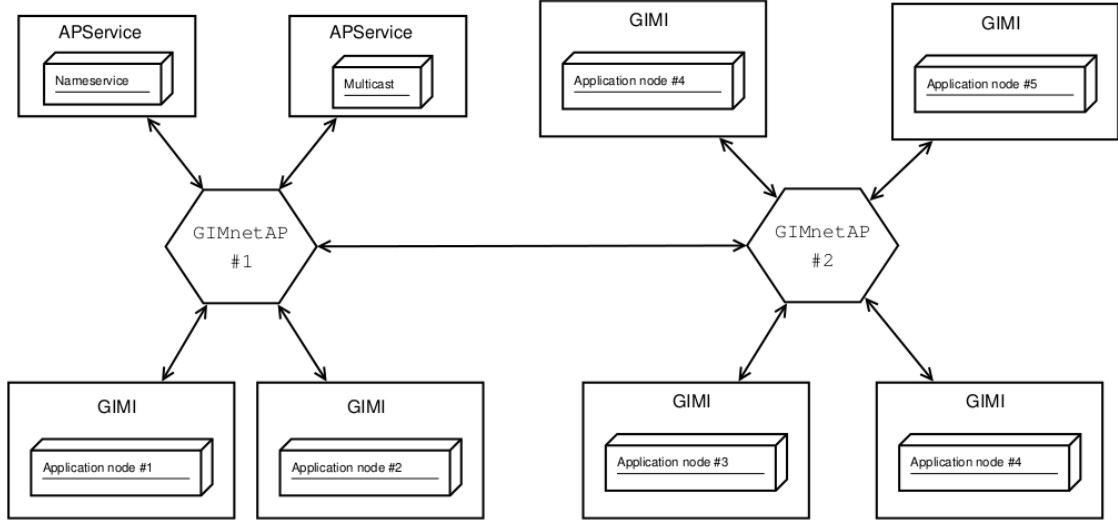 APService
Nameservice
APService
Multicast
GIMI
Application node #4
GIMI
Application node #5
GIMnetAP
#1
GIMnetAP
#2
GIMI
Application node #1
GIMI
Application node #2
GIMI
Application node #3
GIMI
Application node #4